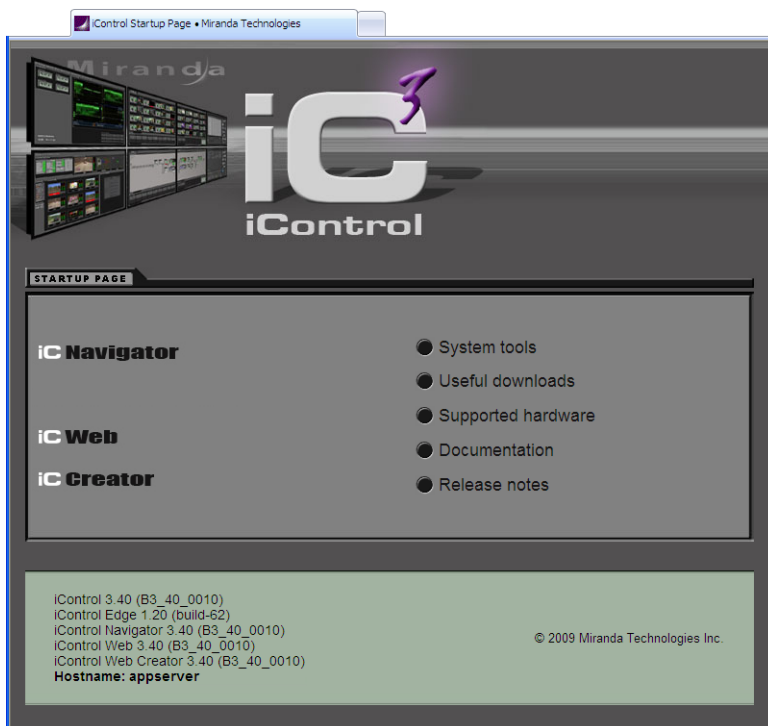 iControl Startup Page • Miranda Technologies
Miranda
iC3
iControl
STARTUP PAGE
iC Navigator
iC Web
iC Creator
System tools
Useful downloads
Supported hardware
Documentation
Release notes
iControl 3.40 (B3_40_0010)
iControl Edge 1.20 (build-62)
iControl Navigator 3.40 (B3_40_0010)
iControl Web 3.40 (B3_40_0010)
iControl Web Creator 3.40 (B3_40_0010)
Hostname: appserver
© 2009 Miranda Technologies Inc.